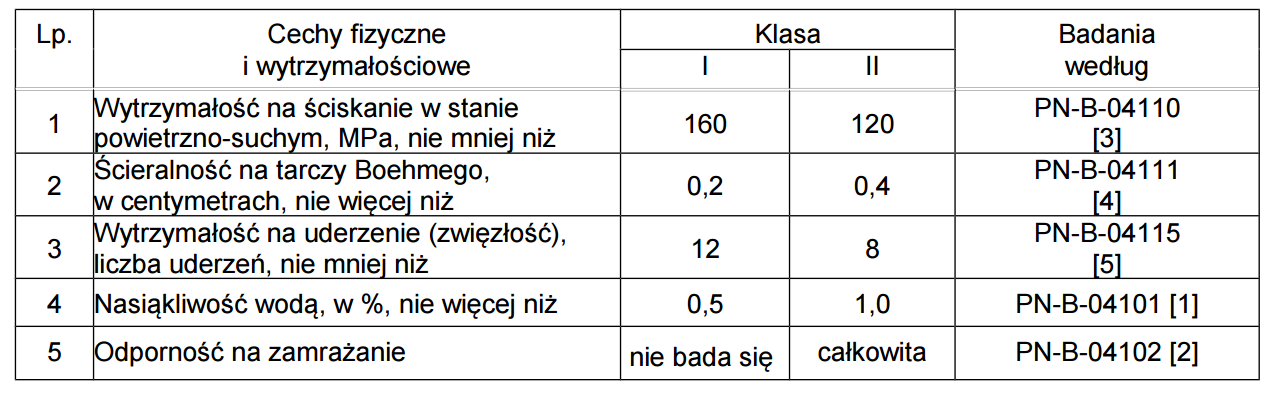 Lp. Cechy fizyczne i wytrzymałościowe Klasa Badania według
I II
1 Wytrzymałość na ściskanie w stanie
powietrzno-suchym, MPa, nie mniej niż 160 120 PN-B-04110
[3]
2 Ścieralność na tarczy Boehmego,
w centymetrach, nie więcej niż 0,2 0,4 PN-B-04111
[4]
3 Wytrzymałość na uderzenie (zwięzłość),
liczba uderzeń, nie mniej niż 12 8 PN-B-04115
[5]
4 Nasiąkliwość wodą, w %, nie więcej niż 0,5 1,0 PN-B-04101 [1]
5 Odporność na zamrażanie nie bada się całkowita PN-B-04102 [2]